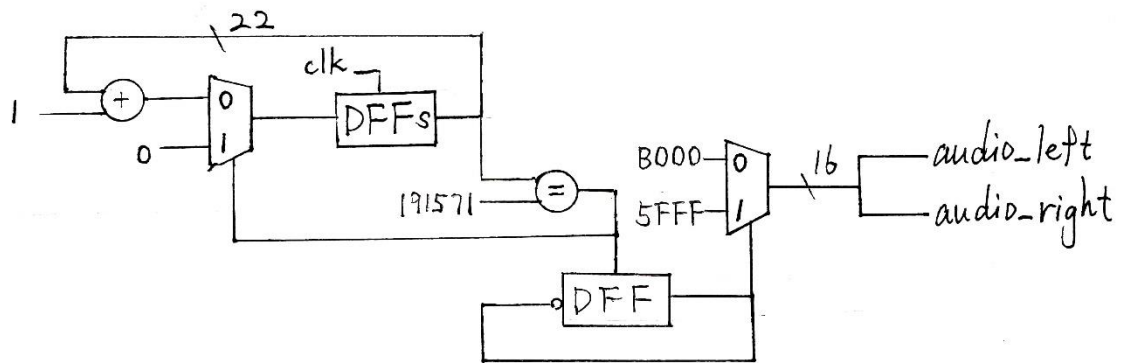 22
clk
1
+
0
1
0
DFFs
=
191571
B000
0
5FFF
1
16
audio_left
audio_right
DFF